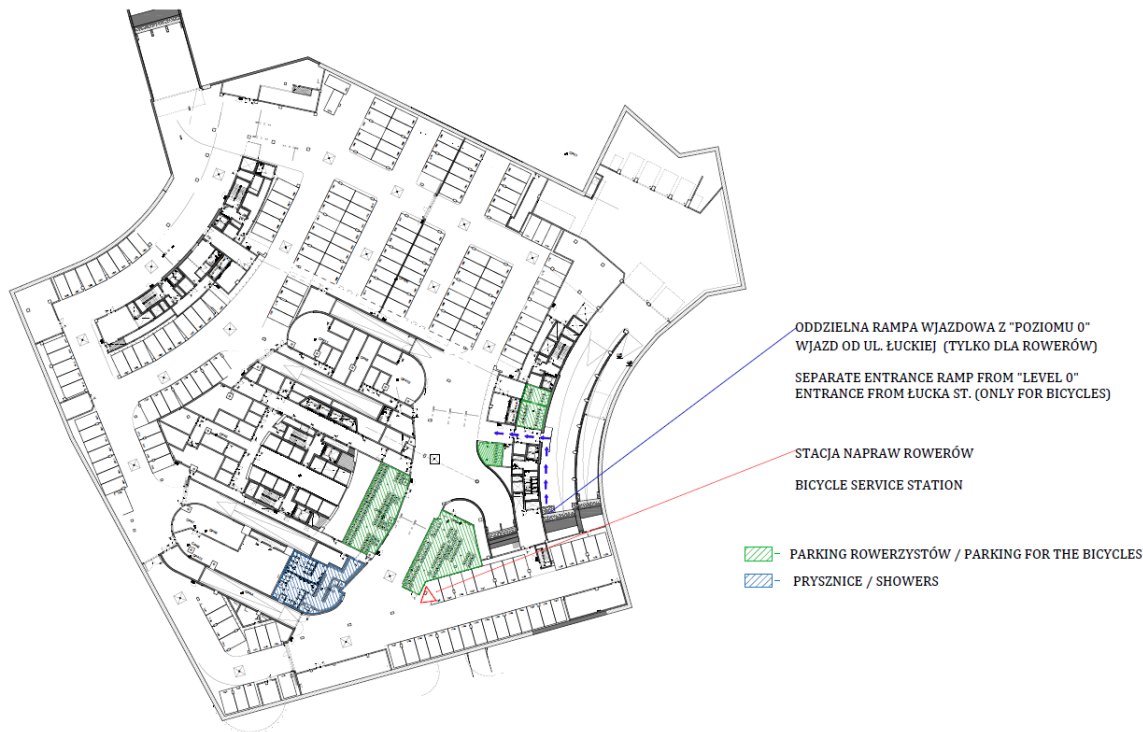 ODDZIELNA RAMPA WJAZDOWA Z "POZIOMU 0"
WJAZD OD UL. ŁUCKIEJ (TYLKO DLA ROWERÓW)
SEPARATE ENTRANCE RAMP FROM "LEVEL 0"
ENTRANCE FROM ŁUCKA ST. (ONLY FOR BICYCLES)
STACJA NAPRAW ROWERÓW
BICYCLE SERVICE STATION
PARKING ROWERZYSTÓW / PARKING FOR THE BICYCLES
PRYSZNICE / SHOWERS